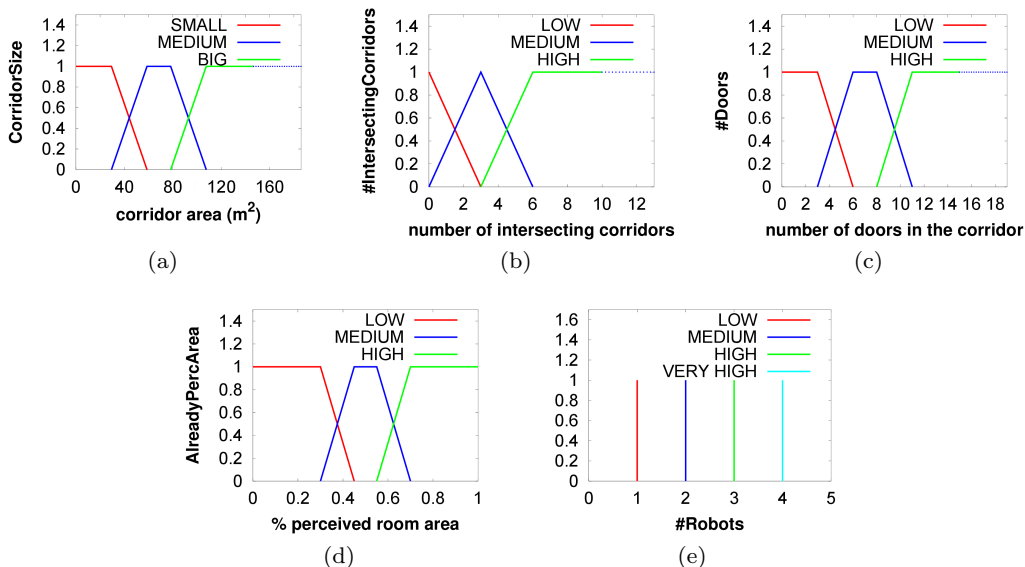 CorridorSize
1.4
1.2
1
0.8
0.6
0.4
0.2
0
SMALL
MEDIUM
BIG
0 40 80 120 160
corridor area (m²)
(a)
#IntersectingCorridors
1.4
1.2
1
0.8
0.6
0.4
0.2
0
LOW
MEDIUM
HIGH
0 2 4 6 8 10 12
number of intersecting corridors
(b)
#Doors
1.4
1.2
1
0.8
0.6
0.4
0.2
0
LOW
MEDIUM
HIGH
0 2 4 6 8 10 12 14 16 18
number of doors in the corridor
(c)
AlreadyPercArea
1.4
1.2
1
0.8
0.6
0.4
0.2
0
LOW
MEDIUM
HIGH
0 0.2 0.4 0.6 0.8 1
% perceived room area
(d)
1.6
1.4
1.2
1
0.8
0.6
0.4
0.2
0
LOW
MEDIUM
HIGH
VERY HIGH
0 1 2 3 4 5
#Robots
(e)